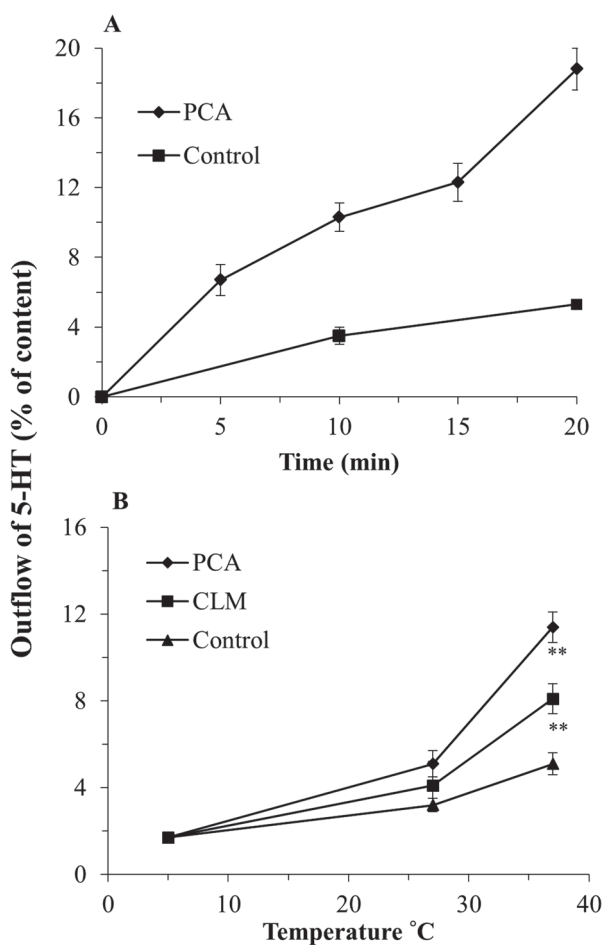 Outflow of 5-HT (% of content)
A
20
16
12
8
4
0
PCA
Control
0 5 10 15 20
Time (min)
B
16
12
8
4
0
PCA
CLM
Control
**
**
0 10 20 30 40
Temperature °C